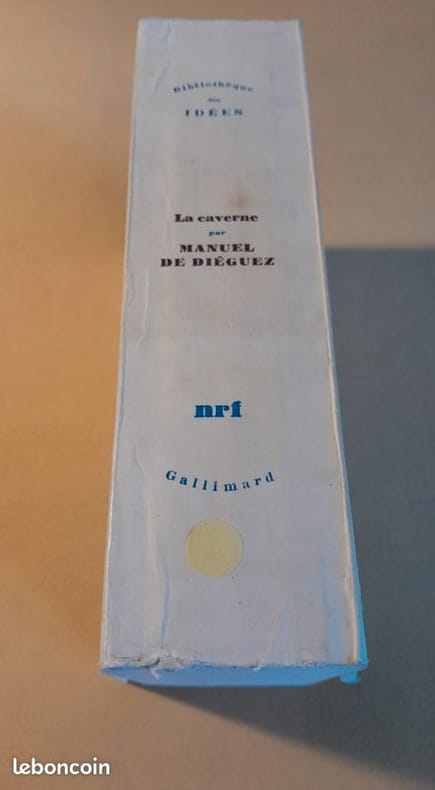 Bibliothèque
des
IDÉES
La caverne
par
MANUEL
DE DIÉGUEZ
nrf
Gallimard
leboncoin